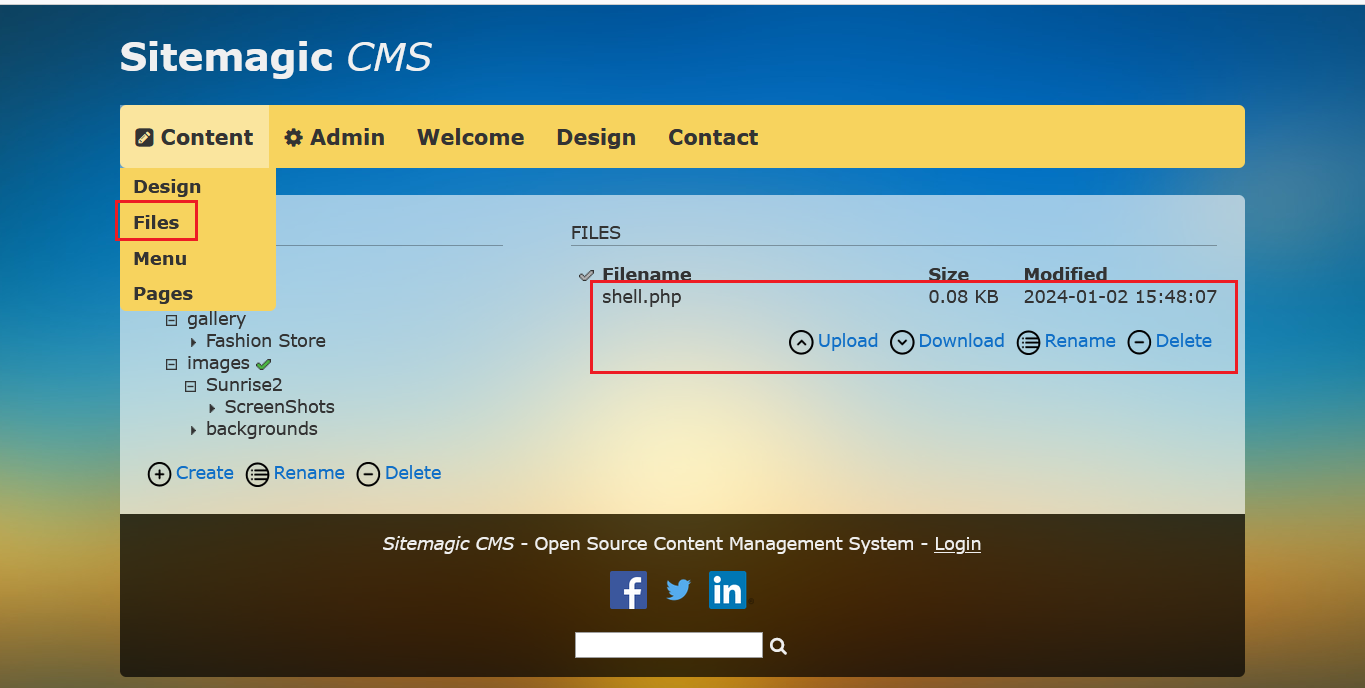 Sitemagic CMS
Content Admin Welcome Design Contact
Design
Files
Menu
Pages
gallery
Fashion Store
images
Sunrise2
ScreenShots
backgrounds
Create Rename Delete
FILES
Filename Size Modified
shell.php 0.08 KB 2024-01-02 15:48:07
Upload Download Rename Delete
Sitemagic CMS - Open Source Content Management System - Login
f
in